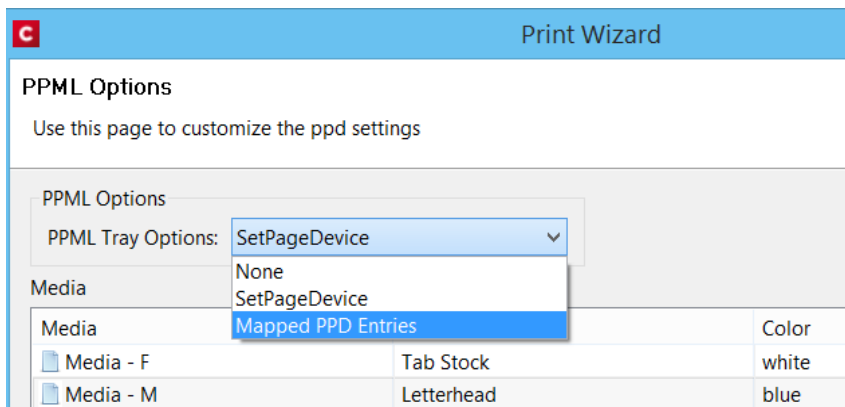 C
Print Wizard
PPML Options
Use this page to customize the ppd settings
PPML Options
PPML Tray Options: SetPageDevice
None
SetPageDevice
Mapped PPD Entries
Media
Media Color
Media - F Tab Stock white
Media - M Letterhead blue